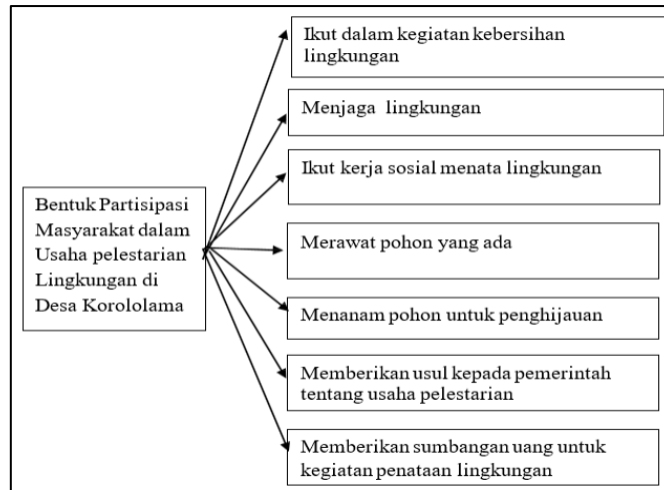 Bentuk Partisipasi
Masyarakat dalam
Usaha pelestarian
Lingkungan di
Desa Korololama
Ikut dalam kegiatan kebersihan
lingkungan
Menjaga lingkungan
Ikut kerja sosial menata lingkungan
Merawat pohon yang ada
Menanam pohon untuk penghijauan
Memberikan usul kepada pemerintah
tentang usaha pelestarian
Memberikan sumbangan uang untuk
kegiatan penataan lingkungan